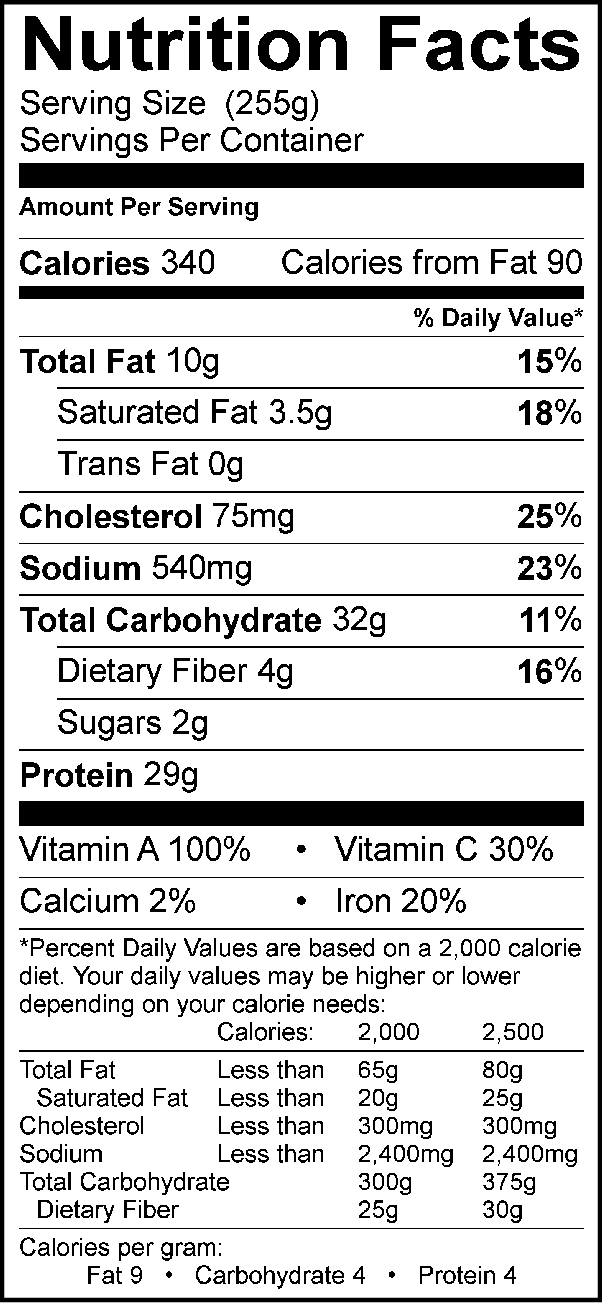 Nutrition Facts
Serving Size (255g)
Servings Per Container
Amount Per Serving
Calories 340 Calories from Fat 90
% Daily Value*
Total Fat 10g 15%
Saturated Fat 3.5g 18%
Trans Fat 0g
Cholesterol 75mg 25%
Sodium 540mg 23%
Total Carbohydrate 32g 11%
Dietary Fiber 4g 16%
Sugars 2g
Protein 29g
Vitamin A 100% • Vitamin C 30%
Calcium 2% • Iron 20%
*Percent Daily Values are based on a 2,000 calorie
diet. Your daily values may be higher or lower
depending on your calorie needs:
Calories: 2,000 2,500
Total Fat Less than 65g 80g
Saturated Fat Less than 20g 25g
Cholesterol Less than 300mg 300mg
Sodium Less than 2,400mg 2,400mg
Total Carbohydrate 300g 375g
Dietary Fiber 25g 30g
Calories per gram:
Fat 9 • Carbohydrate 4 • Protein 4